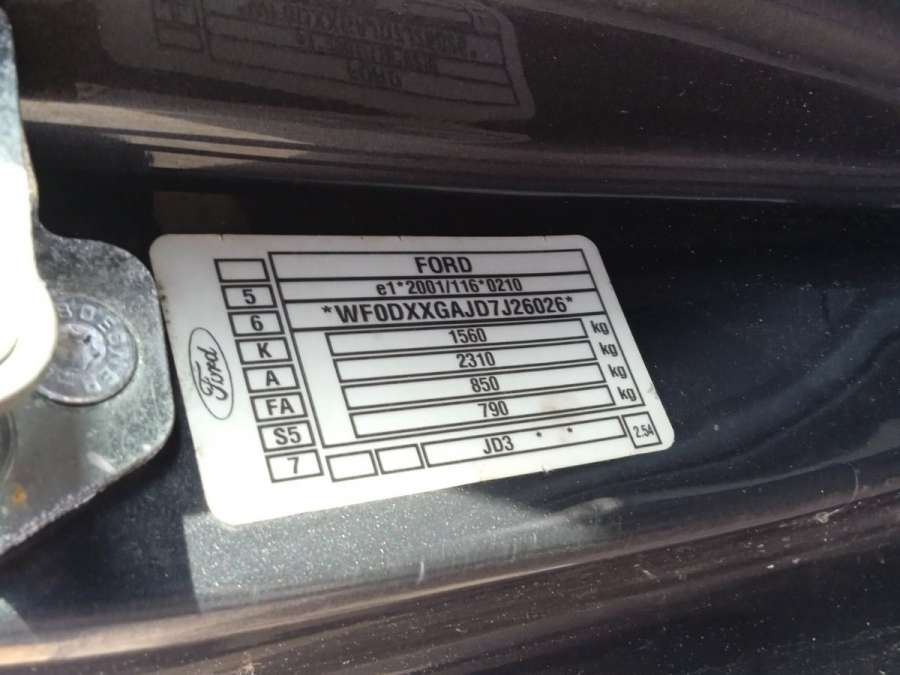 FORD
5 e1*2001/116*0210
6 *WF0DXXGAJD7J26026*
K 1560 kg
A 2310 kg
FA 850 kg
S5 790 kg
7 JD3 * * 2.54
Ford